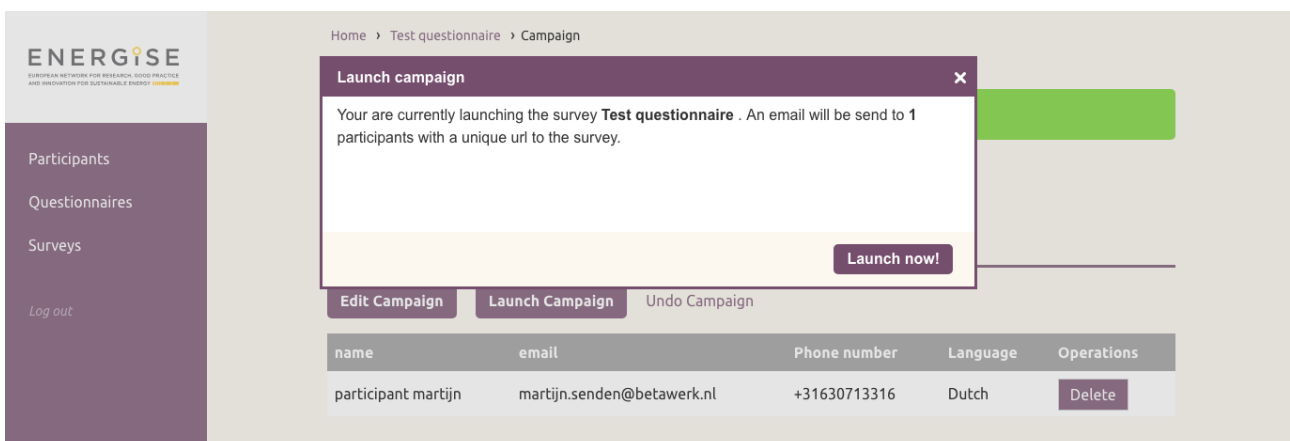 ENERGiSE
EUROPEAN NETWORK FOR RESEARCH, GOOD PRACTICE
AND INNOVATION FOR SUSTAINABLE ENERGY
Home › Test questionnaire › Campaign
Launch campaign ×
Your are currently launching the survey Test questionnaire . An email will be send to 1
participants with a unique url to the survey.
Launch now!
Participants
Questionnaires
Surveys
Log out
Edit Campaign Launch Campaign Undo Campaign
name email Phone number Language Operations
participant martijn martijn.senden@betawerk.nl +31630713316 Dutch Delete